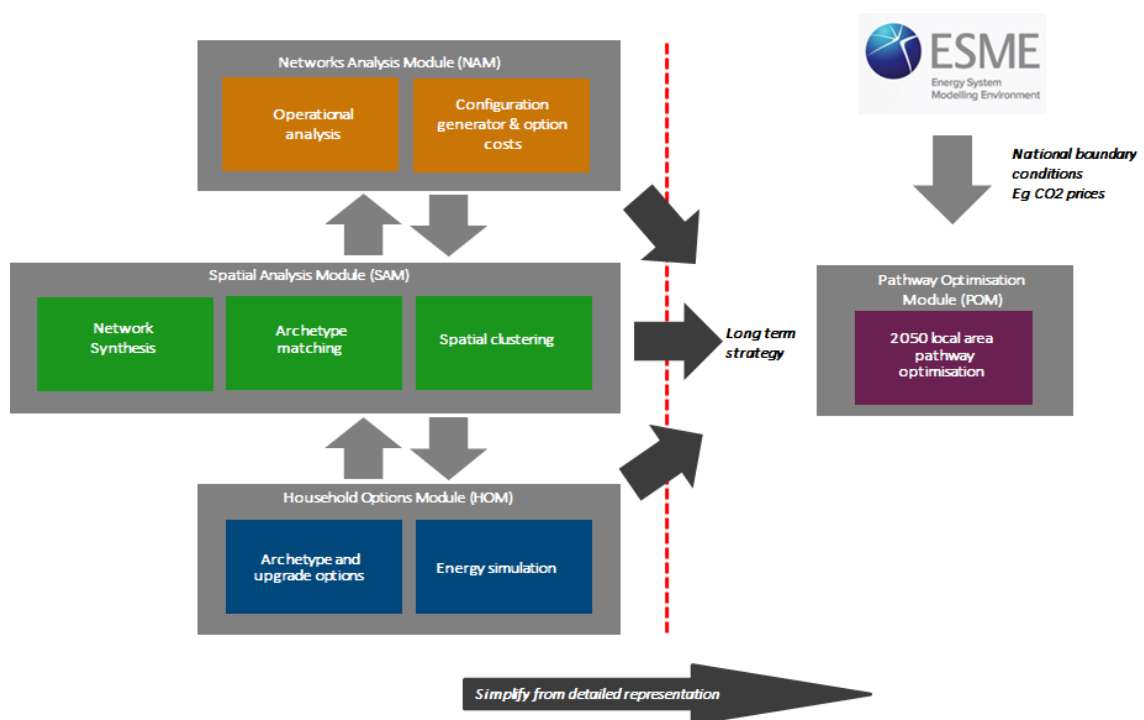 Networks Analysis Module (NAM)
Operational
analysis
Configuration
generator & option
costs
ESME
Energy System
Modelling Environment
National boundary
conditions
Eg CO2 prices
Spatial Analysis Module (SAM)
Network
Synthesis
Archetype
matching
Spatial clustering
Long term
strategy
Pathway Optimisation
Module (POM)
2050 local area
pathway
optimisation
Household Options Module (HOM)
Archetype and
upgrade options
Energy simulation
Simplify from detailed representation